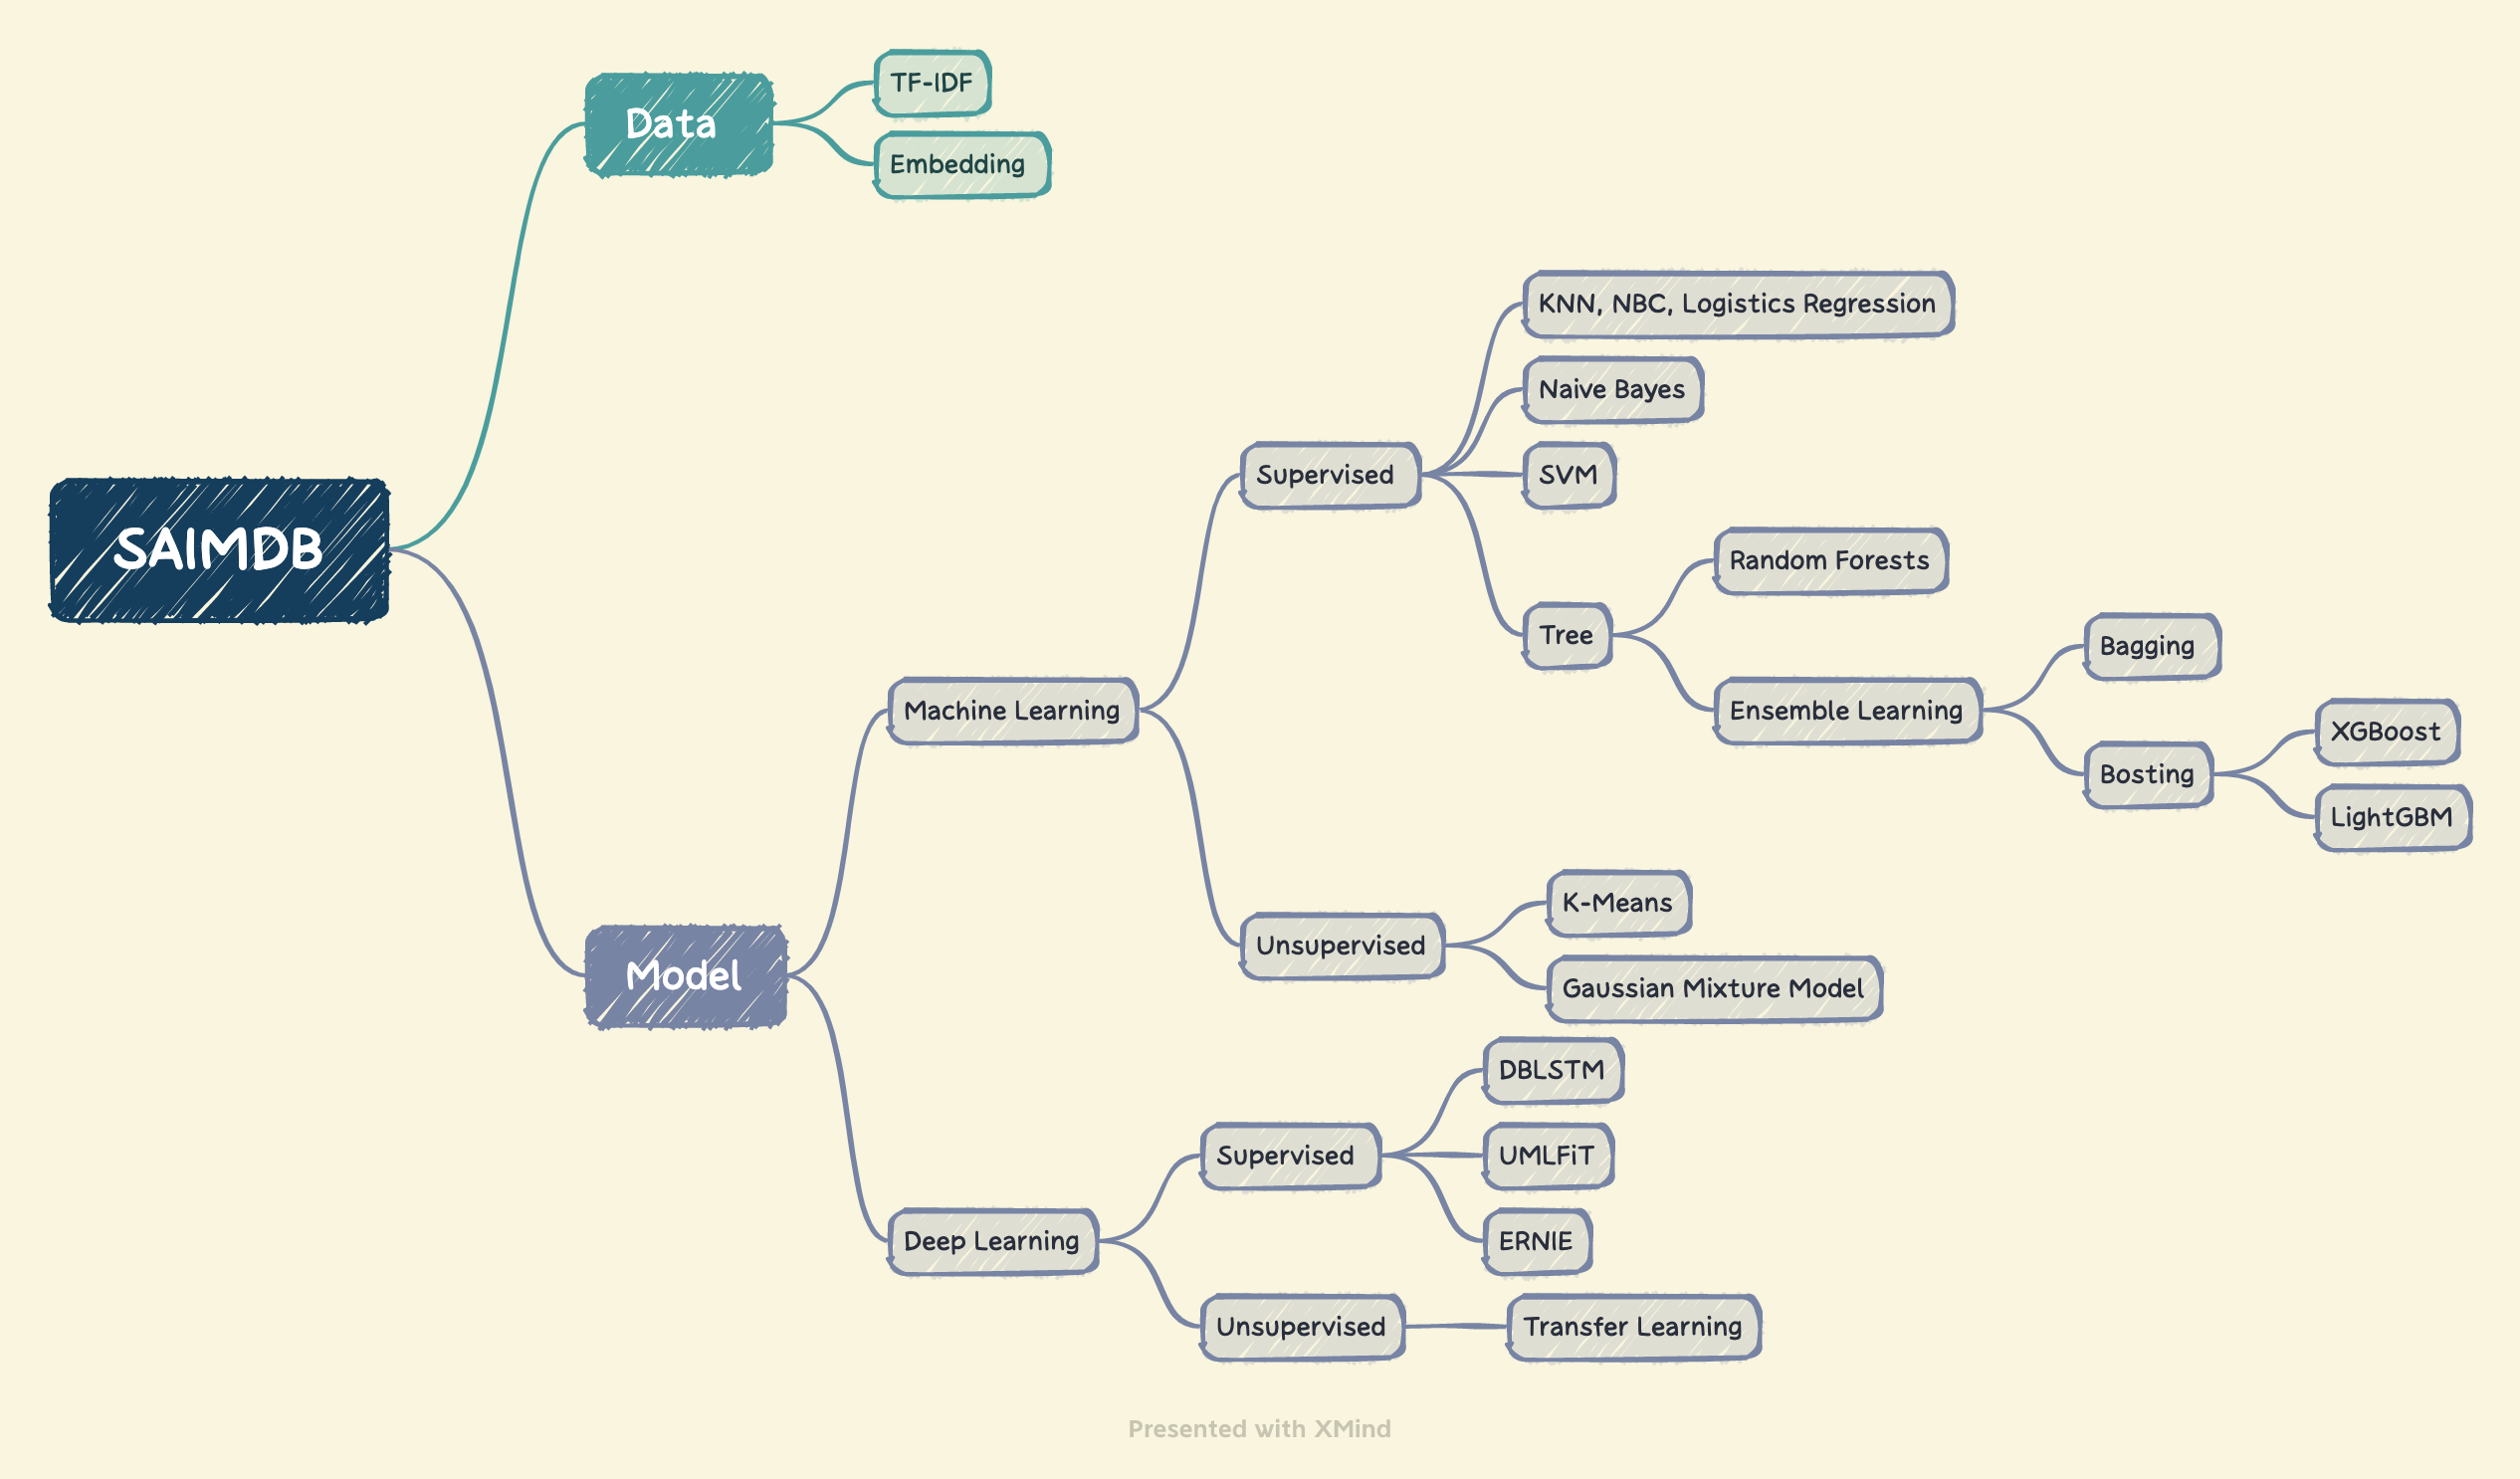 SAIMDB
Data
TF-IDF
Embedding
Model
Machine Learning
Supervised
KNN, NBC, Logistics Regression
Naive Bayes
SVM
Tree
Random Forests
Ensemble Learning
Bagging
Bosting
XGBoost
LightGBM
Unsupervised
K-Means
Gaussian Mixture Model
Deep Learning
Supervised
DBLSTM
UMLFiT
ERNIE
Unsupervised
Transfer Learning
Presented with XMind